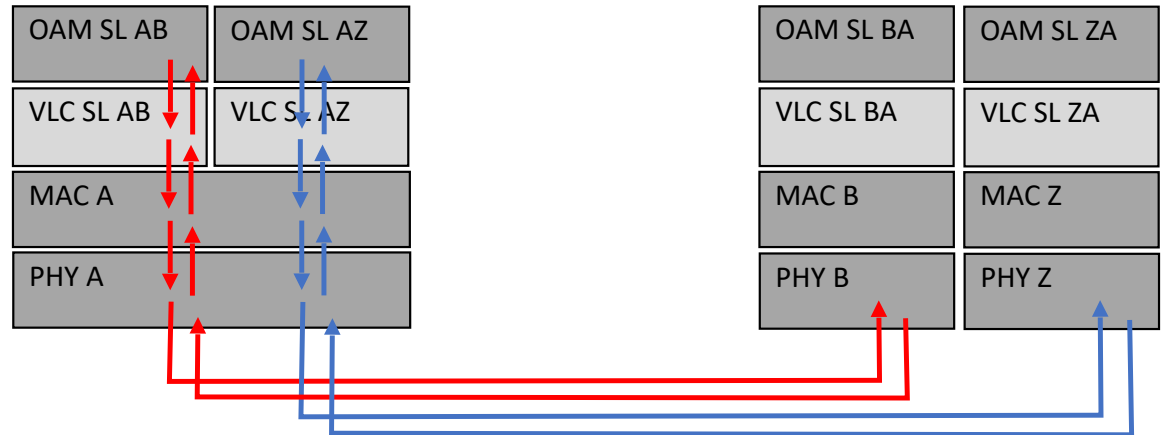 OAM SL AB
OAM SL AZ
OAM SL BA
OAM SL ZA
VLC SL AB
VLC SL AZ
VLC SL BA
VLC SL ZA
MAC A
MAC B
MAC Z
PHY A
PHY B
PHY Z